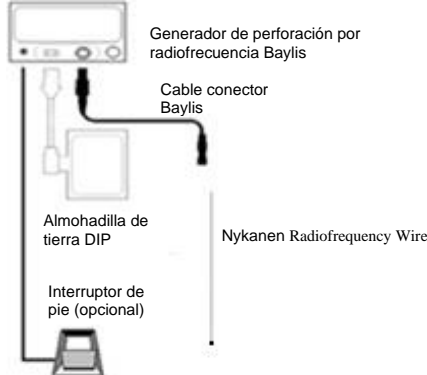 Generador de perforación por
radiofrecuencia Baylis
Cable conector
Baylis
Almohadilla de
tierra DIP
Nykanen Radiofrequency Wire
Interruptor de
pie (opcional)